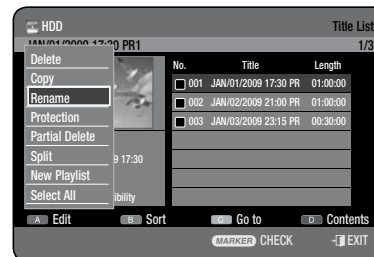 HDD Title List
JAN/01/2009 17:30 PR1 1/3
Delete
Copy
Rename
Protection
Partial Delete
Split
New Playlist
Select All
9 17:30
ibility
No. Title Length
001 JAN/01/2009 17:30 PR 01:00:00
002 JAN/02/2009 21:00 PR 01:00:00
003 JAN/03/2009 23:15 PR 00:30:00
A Edit B Sort C Go to D Contents
MARKER CHECK EXIT